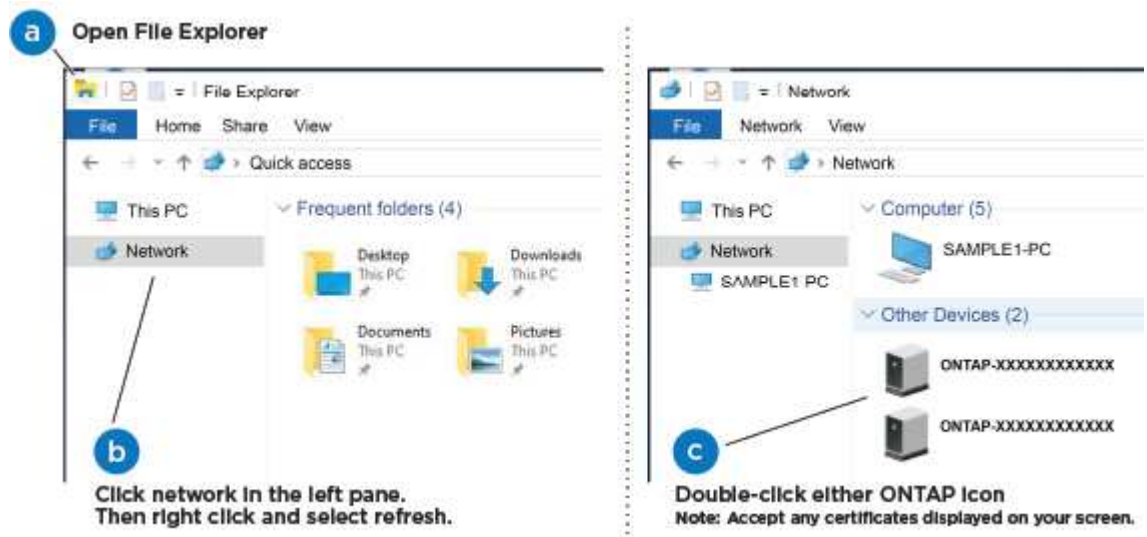 a
Open File Explorer
File Explorer
File Home Share View
Quick access
This PC
Network
Frequent folders (4)
Desktop
This PC
Downloads
This PC
Documents
This PC
Pictures
This PC
b
Click network in the left pane.
Then right click and select refresh.
Network
File Network View
Network
This PC
Network
SAMPLE1 PC
Computer (5)
SAMPLE1-PC
Other Devices (2)
ONTAP-XXXXXXXXXXXX
ONTAP-XXXXXXXXXXXX
c
Double-click either ONTAP icon
Note: Accept any certificates displayed on your screen.